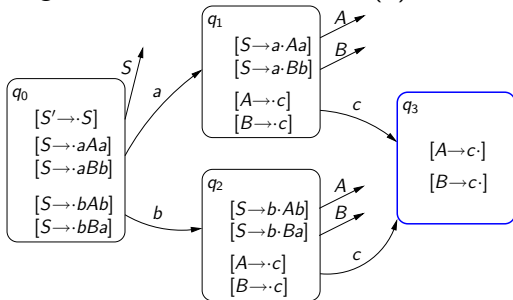 q₁
[S→a·Aa]
[S→a·Bb]
[A→·c]
[B→·c]
A
B
S
a
c
q₀
[S′→·S]
[S→·aAa]
[S→·aBb]
[S→·bAb]
[S→·bBa]
q₃
[A→c·]
[B→c·]
b
q₂
[S→b·Ab]
[S→b·Ba]
[A→·c]
[B→·c]
A
B
c